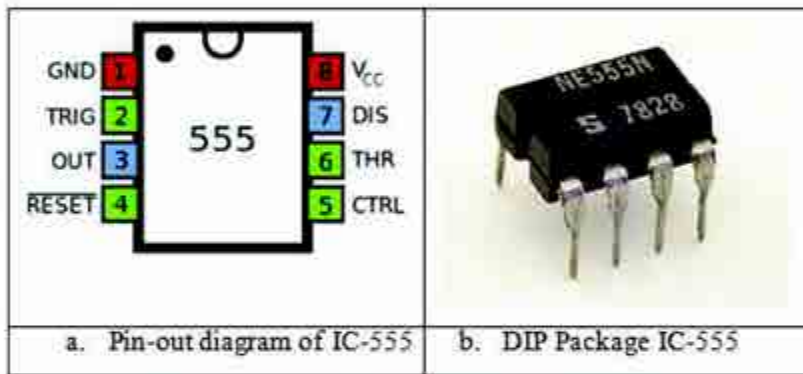 GND 1
TRIG 2
OUT 3
RESET 4
555
8 VCC
7 DIS
6 THR
5 CTRL
NE555N
S 7828
a. Pin-out diagram of IC-555
b. DIP Package IC-555